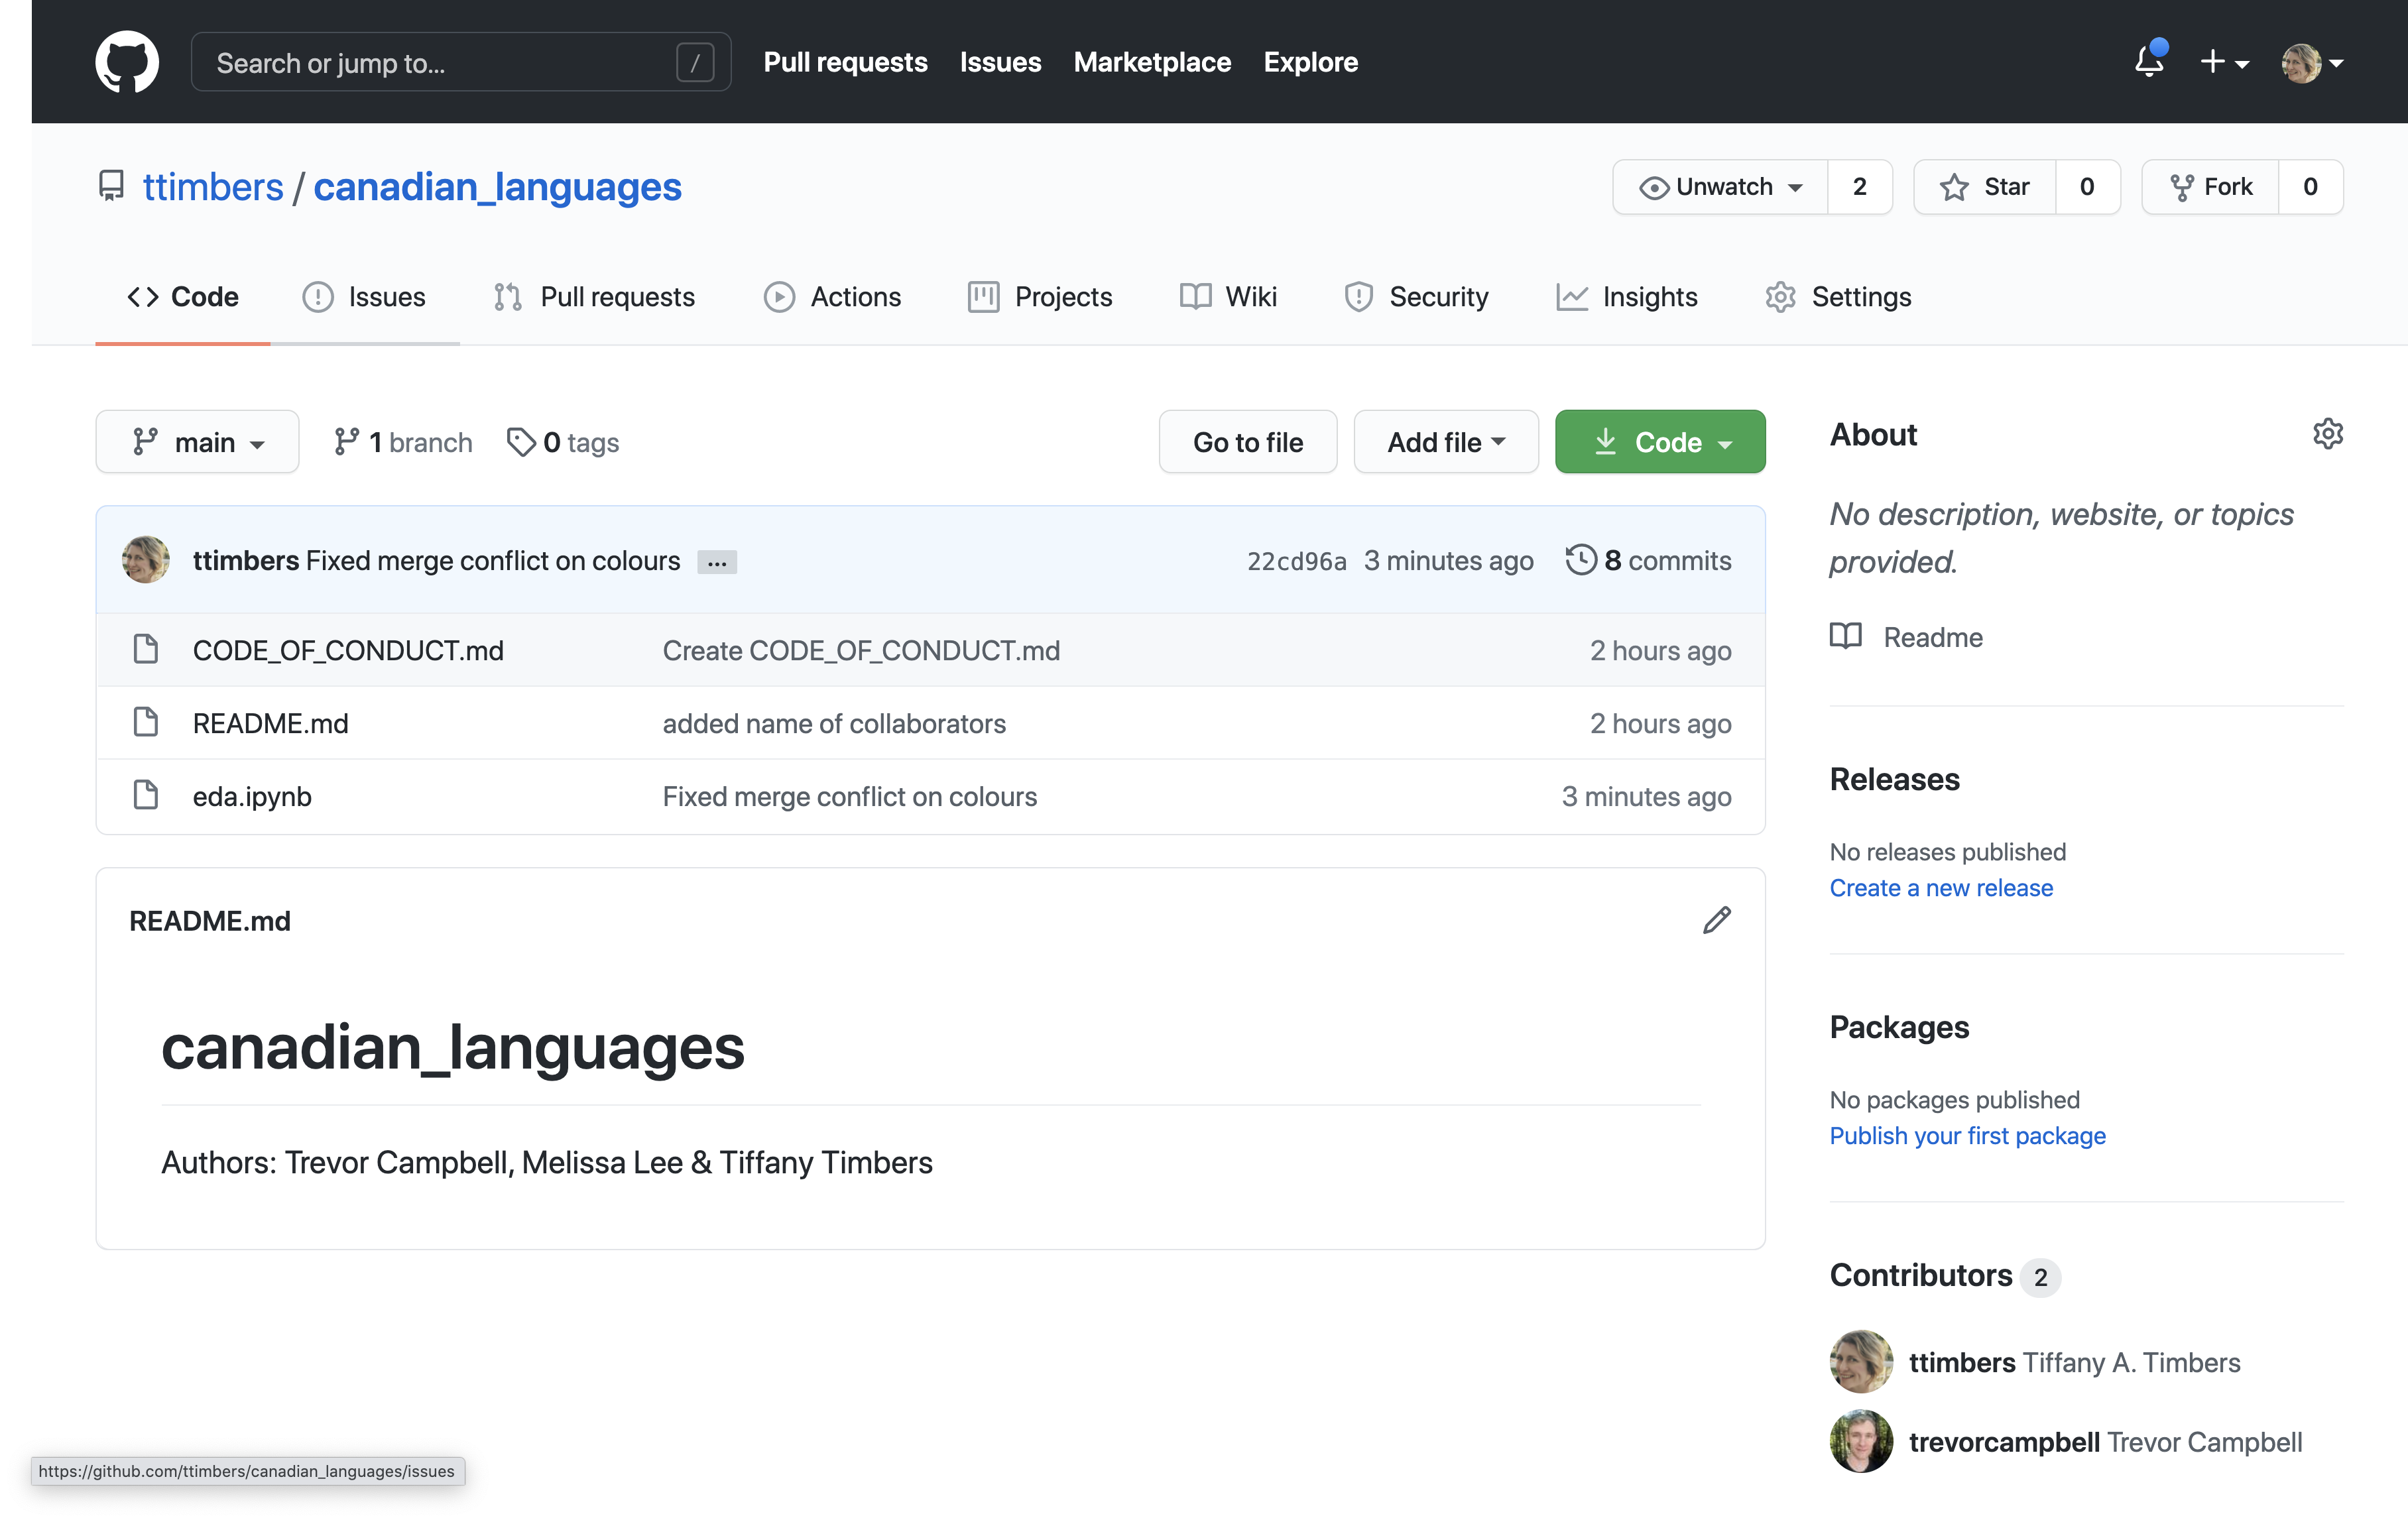 Search or jump to... /
Pull requests Issues Marketplace Explore
ttimbers / canadian_languages
Unwatch 2 Star 0 Fork 0
Code Issues Pull requests Actions Projects Wiki Security Insights Settings
main 1 branch 0 tags
Go to file Add file Code
ttimbers Fixed merge conflict on colours ... 22cd96a 3 minutes ago 8 commits
CODE_OF_CONDUCT.md Create CODE_OF_CONDUCT.md 2 hours ago
README.md added name of collaborators 2 hours ago
eda.ipynb Fixed merge conflict on colours 3 minutes ago
README.md
canadian_languages
Authors: Trevor Campbell, Melissa Lee & Tiffany Timbers
About
No description, website, or topics
provided.
Readme
Releases
No releases published
Create a new release
Packages
No packages published
Publish your first package
Contributors 2
ttimbers Tiffany A. Timbers
trevorcampbell Trevor Campbell
https://github.com/ttimbers/canadian_languages/issues